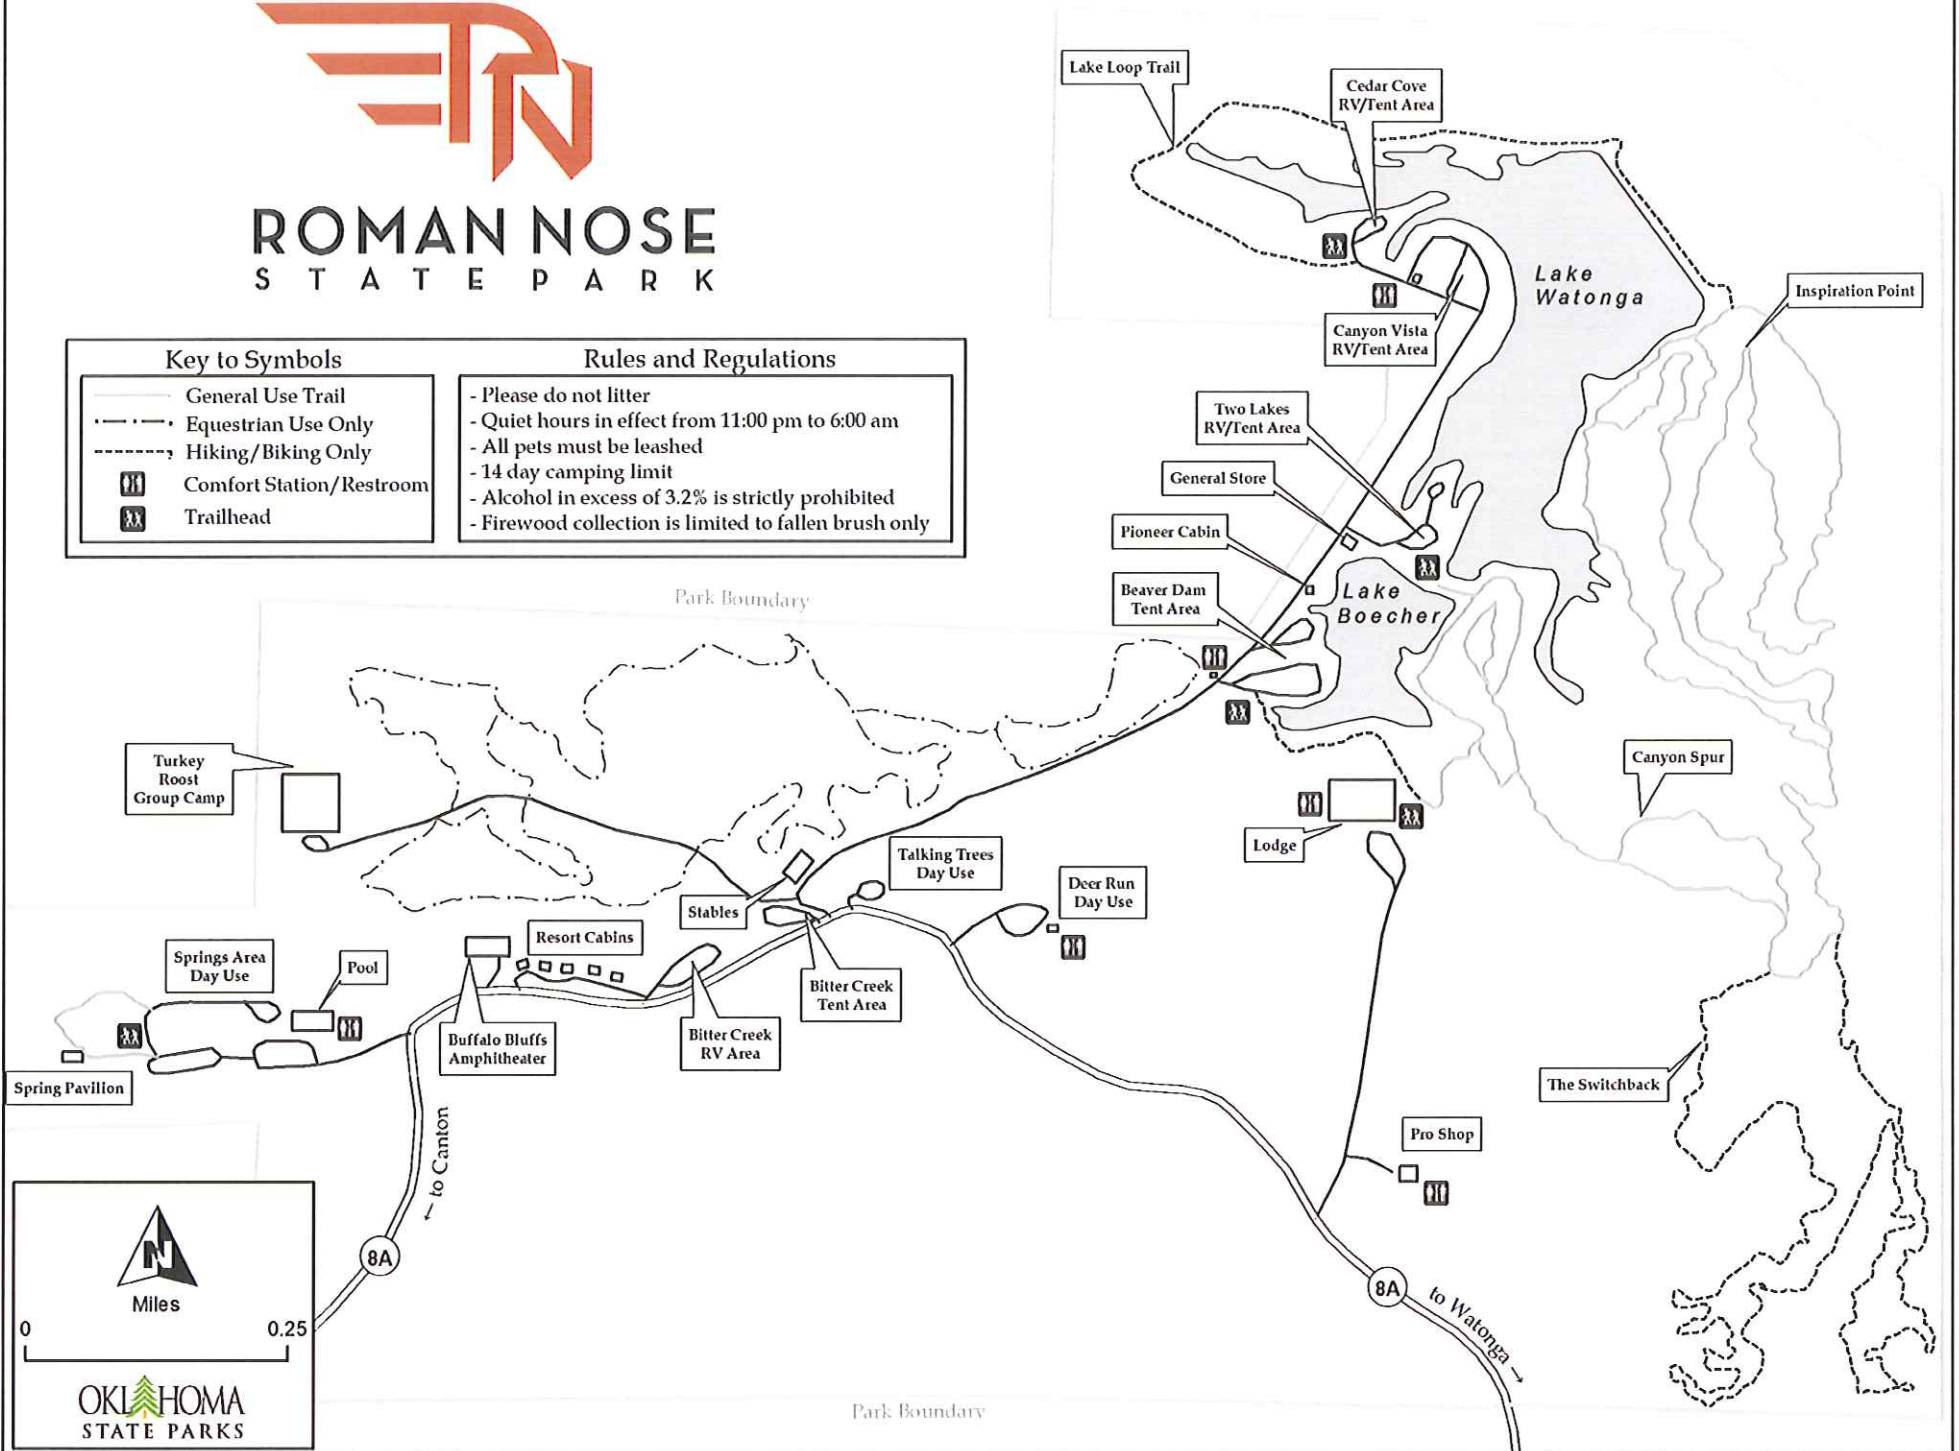 ROMAN NOSE
STATE PARK
Key to Symbols
General Use Trail
Equestrian Use Only
Hiking/Biking Only
Comfort Station/Restroom
Trailhead
Rules and Regulations
- Please do not litter
- Quiet hours in effect from 11:00 pm to 6:00 am
- All pets must be leashed
- 14 day camping limit
- Alcohol in excess of 3.2% is strictly prohibited
- Firewood collection is limited to fallen brush only
Lake Loop Trail
Cedar Cove
RV/Tent Area
Lake
Watonga
Inspiration Point
Canyon Vista
RV/Tent Area
Two Lakes
RV/Tent Area
General Store
Pioneer Cabin
Beaver Dam
Tent Area
Lake
Boecher
Park Boundary
Turkey
Roost
Group Camp
Canyon Spur
Lodge
Talking Trees
Day Use
Deer Run
Day Use
Stables
Resort Cabins
Springs Area
Day Use
Pool
Bitter Creek
Tent Area
Buffalo Bluffs
Amphitheater
Bitter Creek
RV Area
Spring Pavilion
The Switchback
Pro Shop
← to Canton
8A
8A
to Watonga →
N
Miles
0 0.25
OKLAHOMA
STATE PARKS
Park Boundary